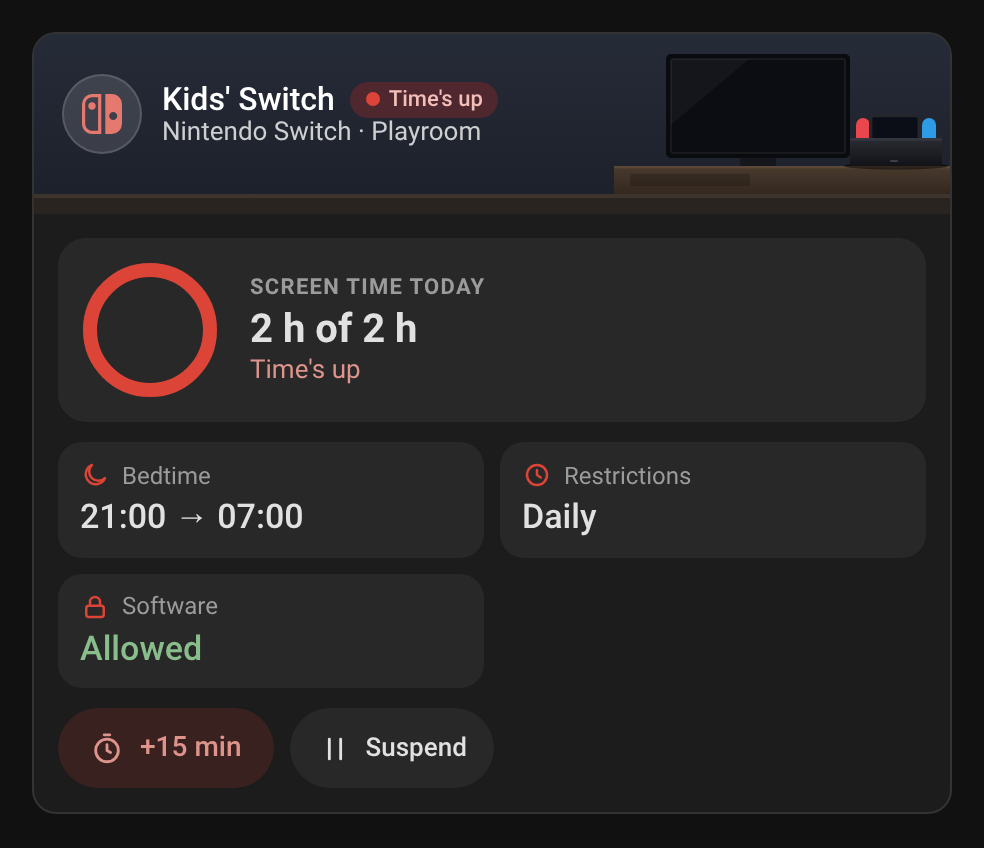 Kids' Switch
Time's up
Nintendo Switch · Playroom
SCREEN TIME TODAY
2 h of 2 h
Time's up
Bedtime
21:00 → 07:00
Restrictions
Daily
Software
Allowed
+15 min
Suspend